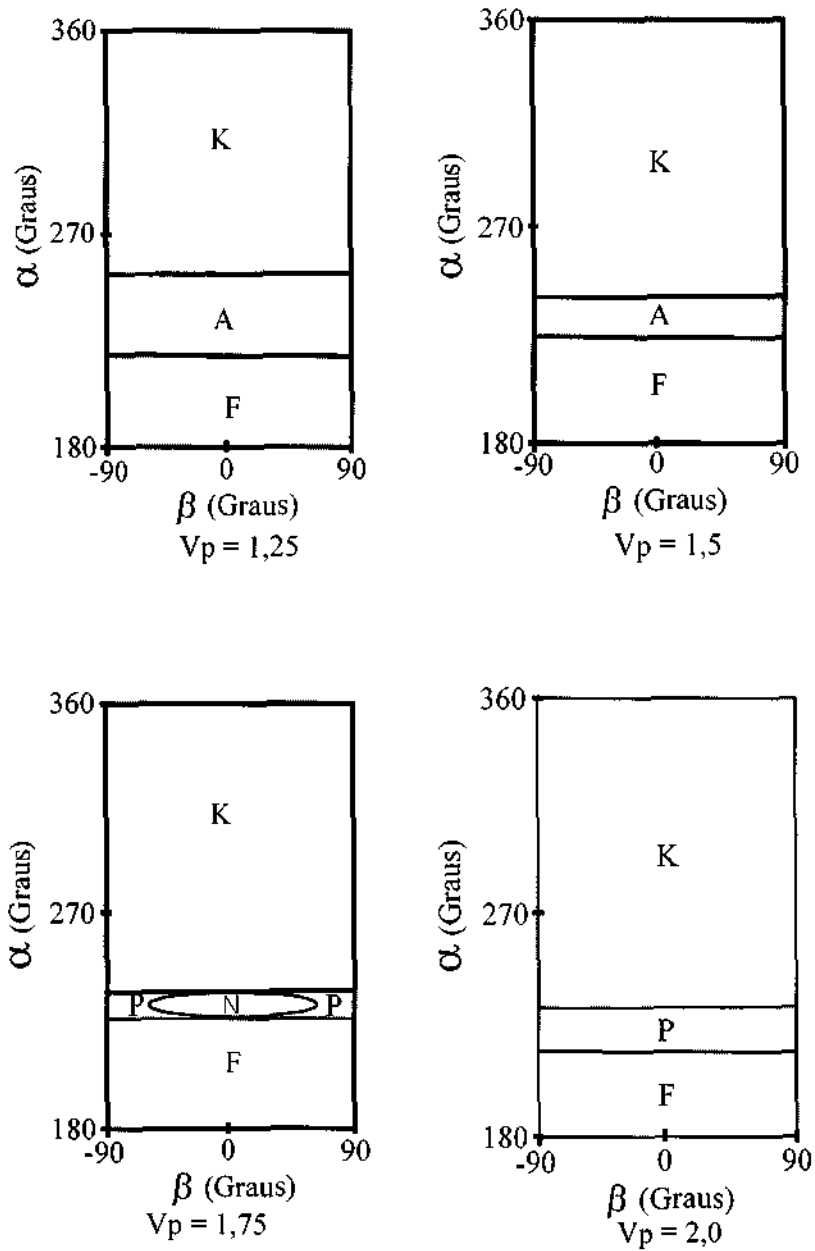 360
K
α (Graus)
270
A
F
180
-90
0
90
β (Graus)
Vp = 1,25
360
K
α (Graus)
270
A
F
180
-90
0
90
β (Graus)
Vp = 1,5
360
K
α (Graus)
270
P N P
F
180
-90
0
90
β (Graus)
Vp = 1,75
360
K
α (Graus)
270
P
F
180
-90
0
90
β (Graus)
Vp = 2,0